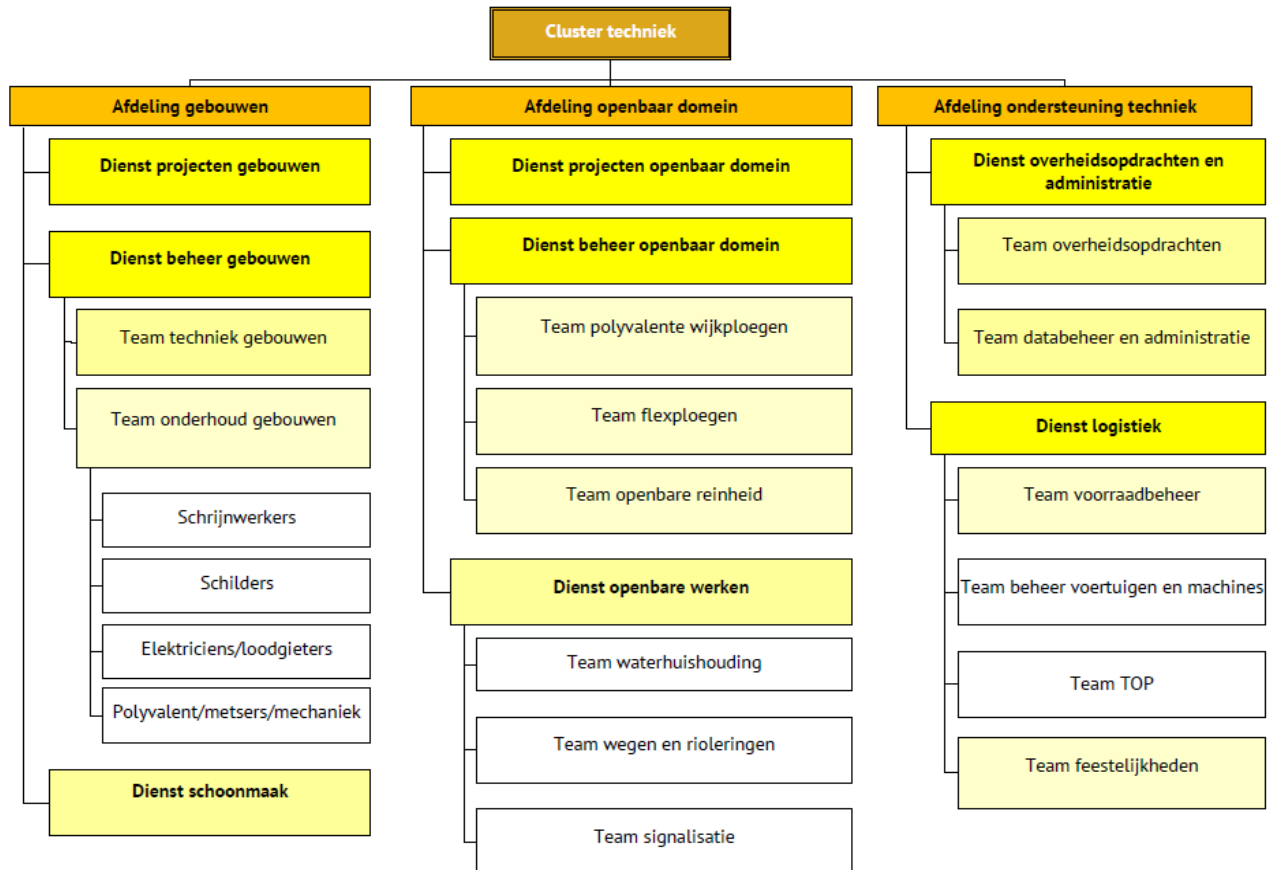 Cluster techniek
Afdeling gebouwen
Dienst projecten gebouwen
Dienst beheer gebouwen
Team techniek gebouwen
Team onderhoud gebouwen
Schrijnwerkers
Schilders
Elektriciens/loodgieters
Polyvalent/metsers/mechaniek
Dienst schoonmaak
Afdeling openbaar domein
Dienst projecten openbaar domein
Dienst beheer openbaar domein
Team polyvalente wijkploegen
Team flexploegen
Team openbare reinheid
Dienst openbare werken
Team waterhuishouding
Team wegen en rioleringen
Team signalisatie
Afdeling ondersteuning techniek
Dienst overheidsopdrachten en
administratie
Team overheidsopdrachten
Team databeheer en administratie
Dienst logistiek
Team voorraadbeheer
Team beheer voertuigen en machines
Team TOP
Team feestelijkheden